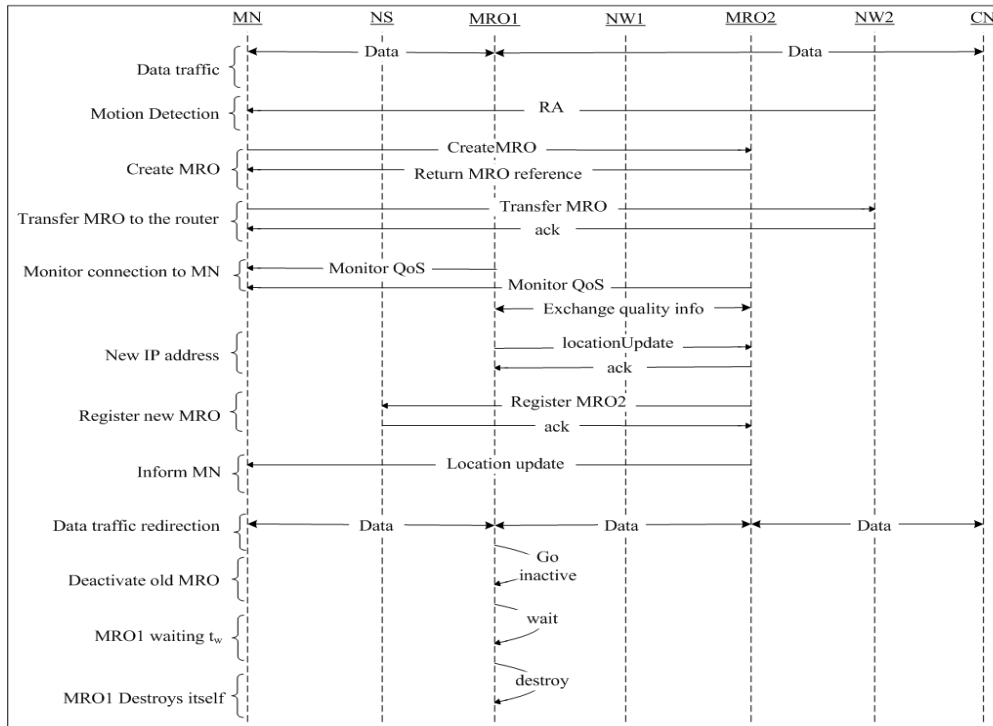 MN NS MRO1 NW1 MRO2 NW2 CN
Data Data
Data traffic
Motion Detection RA
CreateMRO
Create MRO
Return MRO reference
Transfer MRO
Transfer MRO to the router
ack
Monitor connection to MN Monitor QoS
Monitor QoS
Exchange quality info
locationUpdate
New IP address
ack
Register MRO2
Register new MRO
ack
Location update
Inform MN
Data traffic redirection Data Data Data
Go
inactive
Deactivate old MRO
wait
MRO1 waiting tw
destroy
MRO1 Destroys itself